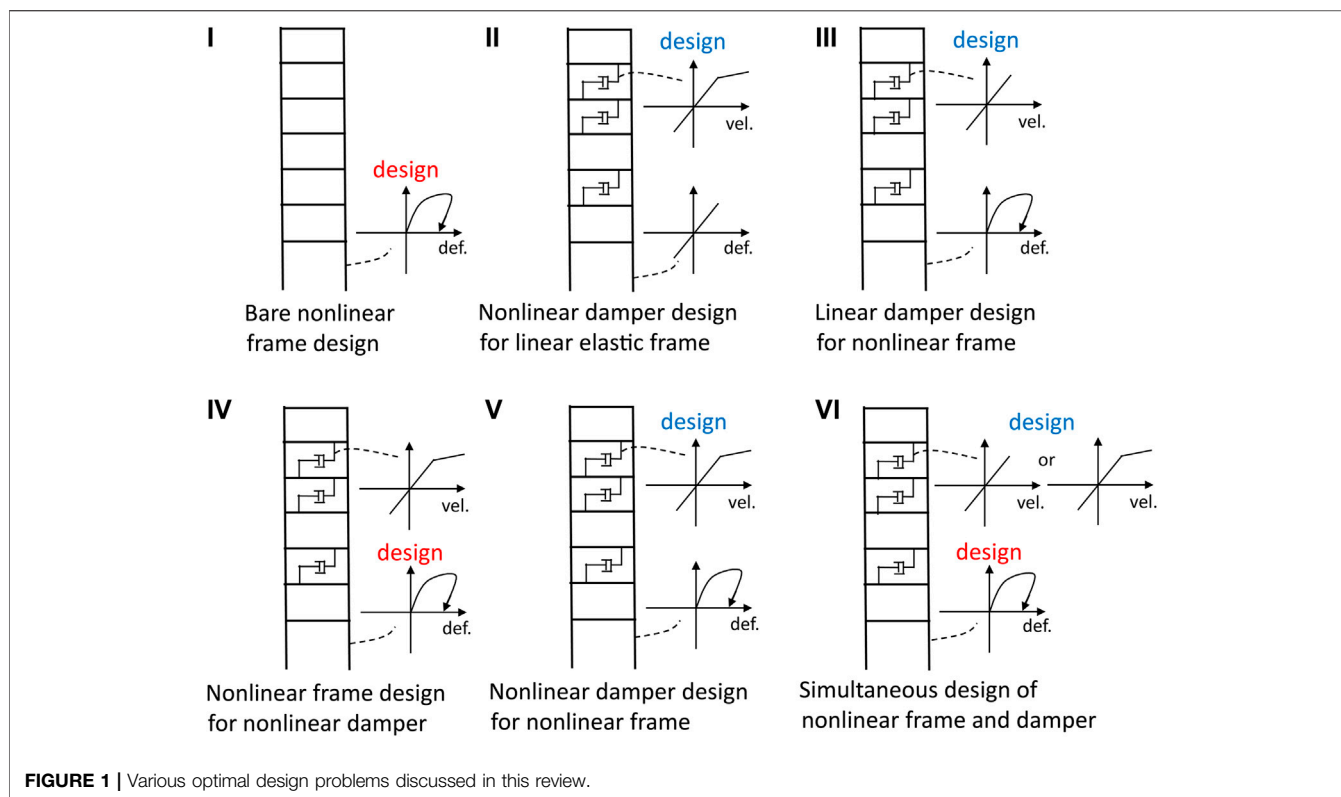 I
design
def.
Bare nonlinear
frame design
II
design
vel.
def.
Nonlinear damper design
for linear elastic frame
III
design
vel.
def.
Linear damper design
for nonlinear frame
IV
vel.
design
def.
Nonlinear frame design
for nonlinear damper
V
design
vel.
def.
Nonlinear damper design
for nonlinear frame
VI
design
or
vel.
vel.
design
def.
Simultaneous design of
nonlinear frame and damper
FIGURE 1 | Various optimal design problems discussed in this review.